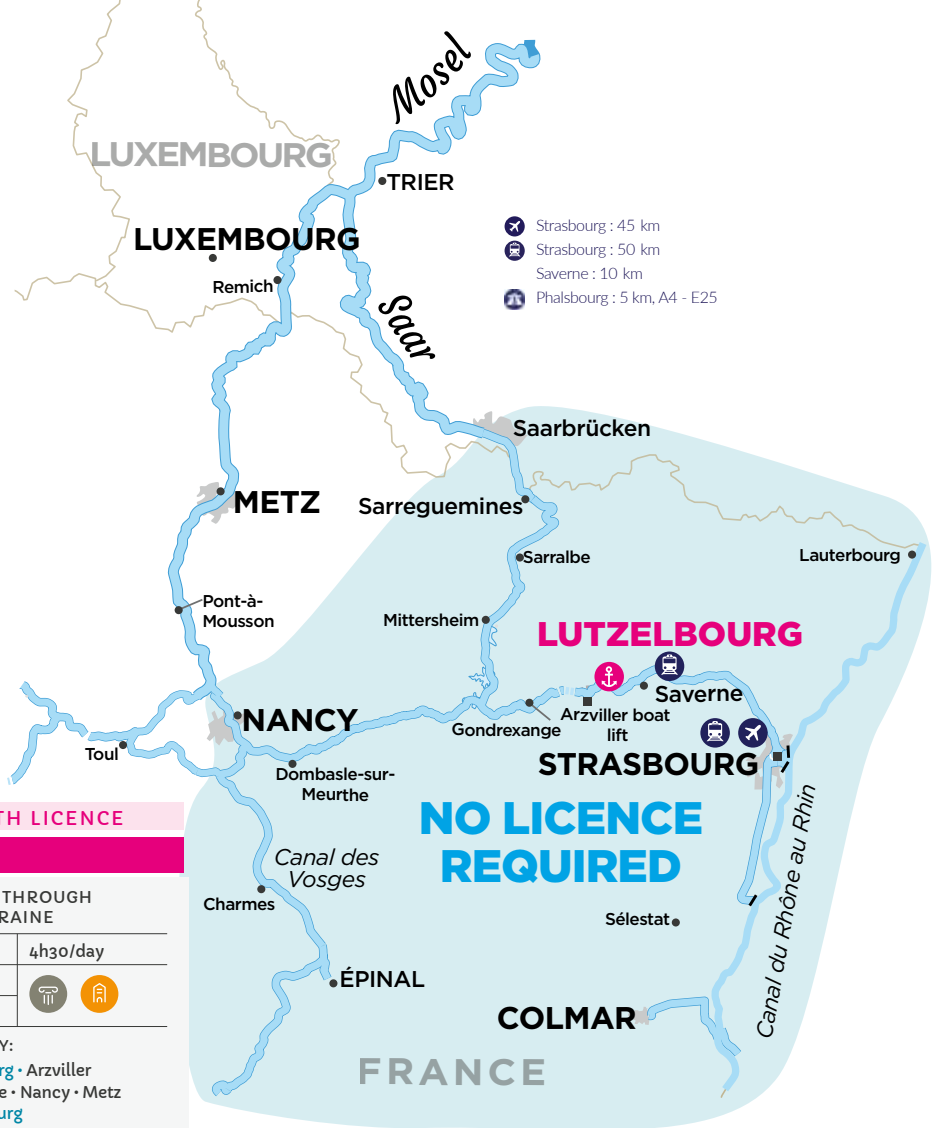 Mosel
LUXEMBOURG
TRIER
Strasbourg : 45 km
LUXEMBOURG
Strasbourg : 50 km
Saverne : 10 km
Remich
Phalsbourg : 5 km, A4 - E25
Saar
Saarbrücken
METZ
Sarreguemines
Sarralbe
Lauterbourg
Pont-à-
Mousson
Mittersheim
LUTZELBOURG
Saverne
NANCY
Gondrexange
Arzviller boat
lift
Toul
STRASBOURG
Dombasle-sur-
Meurthe
NO LICENCE
REQUIRED
TH LICENCE
Canal des
Vosges
Canal du Rhône au Rhin
THROUGH
RAINE
Charmes
Sélestat
4h30/day
ÉPINAL
COLMAR
Y:
rg • Arzviller
FRANCE
e • Nancy • Metz
urg